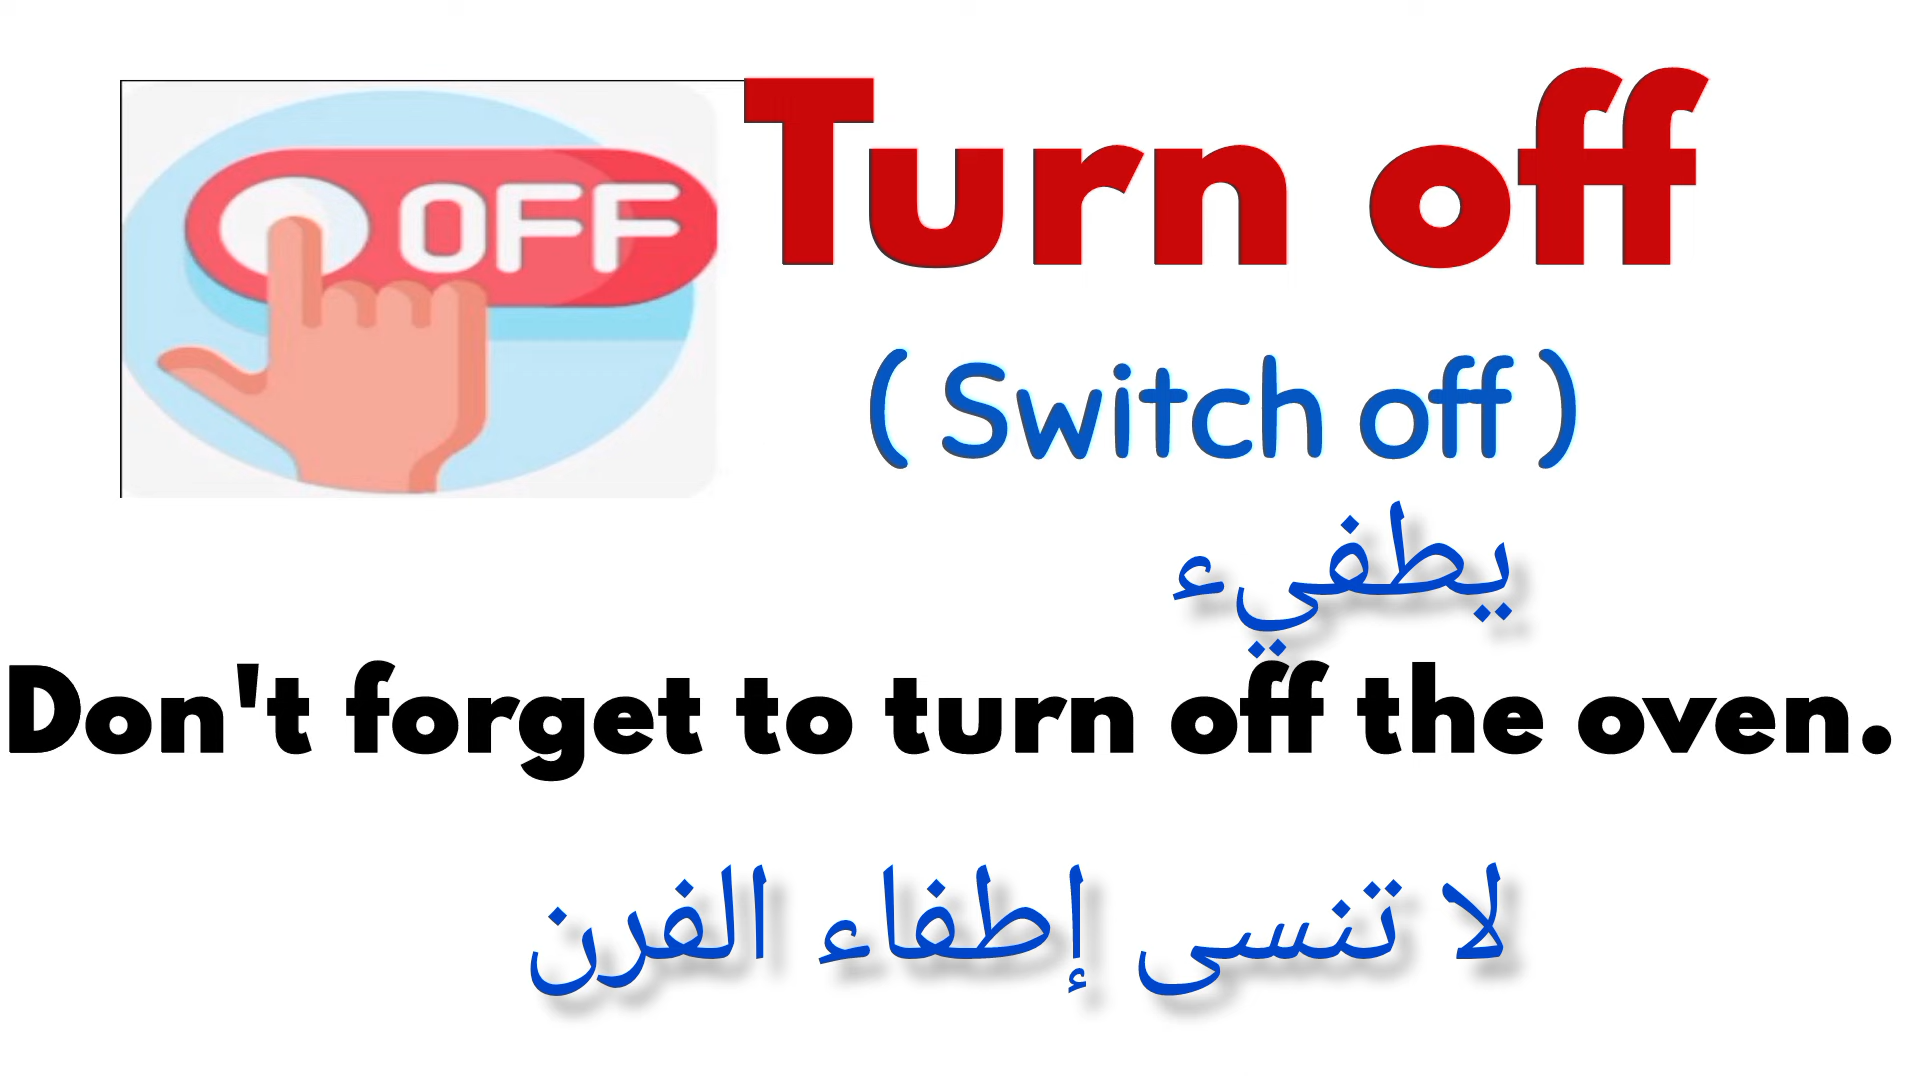 OFF
Turn off
( Switch off )
يطفيء
Don't forget to turn off the oven.
لا تنسى إطفاء الفرن